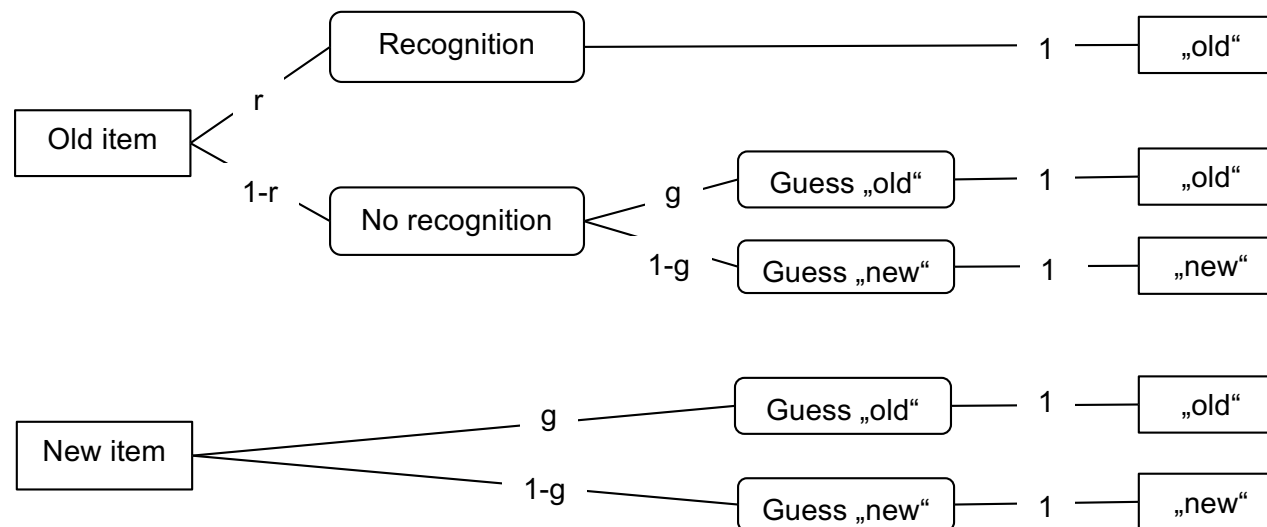 Recognition
1
„old“
r
Old item
1-r
No recognition
g
Guess „old“
1
„old“
1-g
Guess „new“
1
„new“
New item
g
Guess „old“
1
„old“
1-g
Guess „new“
1
„new“